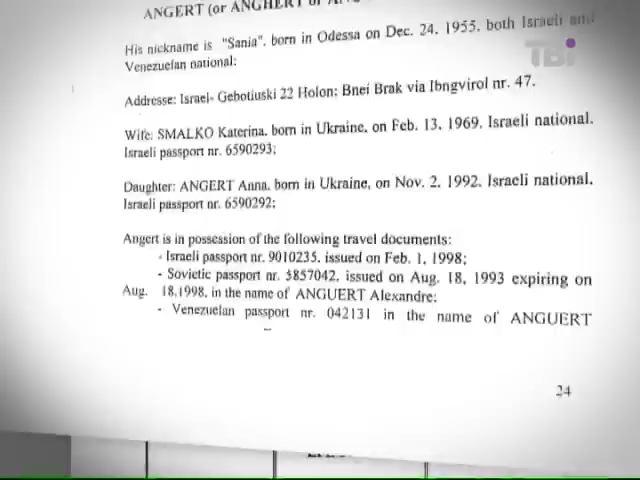 ANGERT (or ANGHERT or
His nickname is "Sania", born in Odessa on Dec. 24, 1955, both Israeli and
Venezuelan national;
Addresse: Israel- Gebotiuski 22 Holon; Bnei Brak via Ibngvirol nr. 47.
Wife: SMALKO Katerina, born in Ukraine, on Feb. 13, 1969, Israeli national,
Israeli passport nr. 6590293;
Daughter: ANGERT Anna, born in Ukraine, on Nov. 2, 1992, Israeli national,
Israeli passport nr. 6590292;
Angert is in possession of the following travel documents:
- Israeli passport nr. 9010235, issued on Feb. 1, 1998;
- Sovietic passport nr. 3857042, issued on Aug. 18, 1993 expiring on
Aug. 18,1998, in the name of ANGUERT Alexandre;
- Venezuelan passport nr. 042131 in the name of ANGUERT
24
ТВі